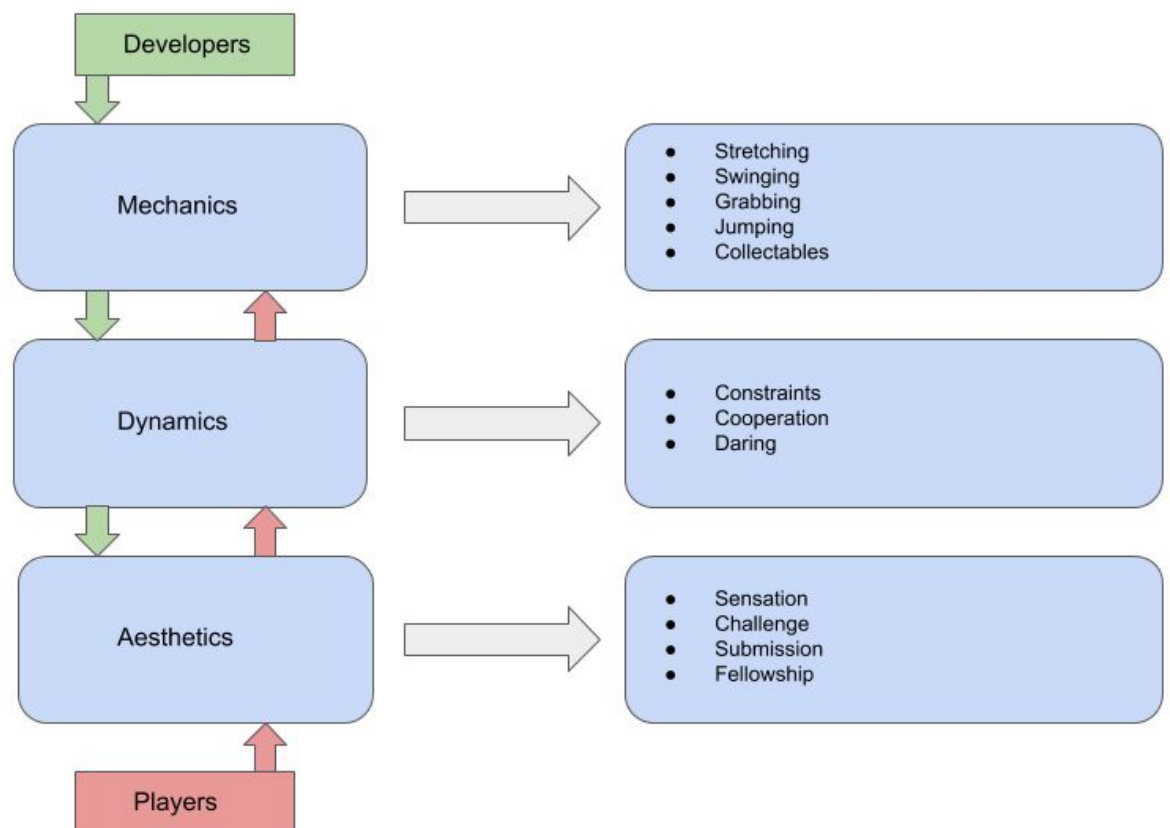 Developers
Mechanics
● Stretching
● Swinging
● Grabbing
● Jumping
● Collectables
Dynamics
● Constraints
● Cooperation
● Daring
Aesthetics
● Sensation
● Challenge
● Submission
● Fellowship
Players